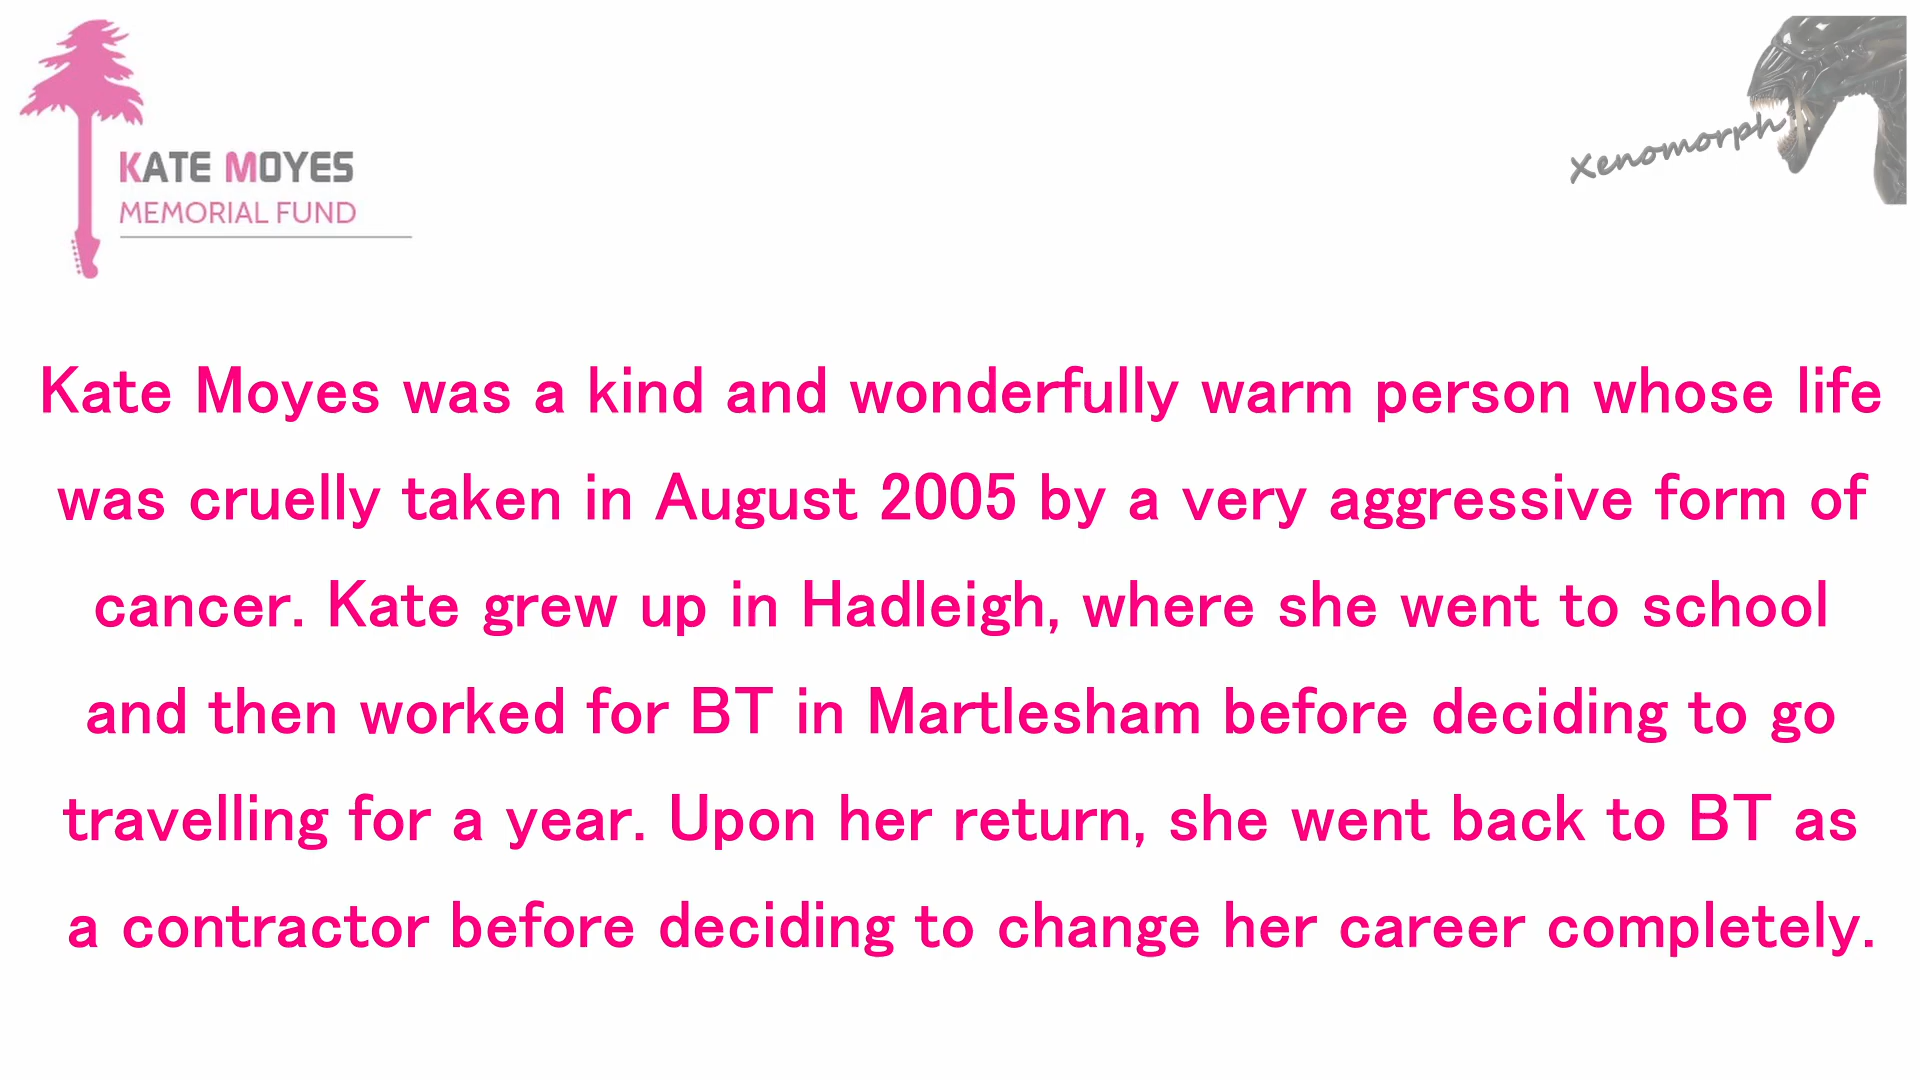 KATE MOYES
MEMORIAL FUND
Xenomorph
Kate Moyes was a kind and wonderfully warm person whose life
was cruelly taken in August 2005 by a very aggressive form of
cancer. Kate grew up in Hadleigh, where she went to school
and then worked for BT in Martlesham before deciding to go
travelling for a year. Upon her return, she went back to BT as
a contractor before deciding to change her career completely.